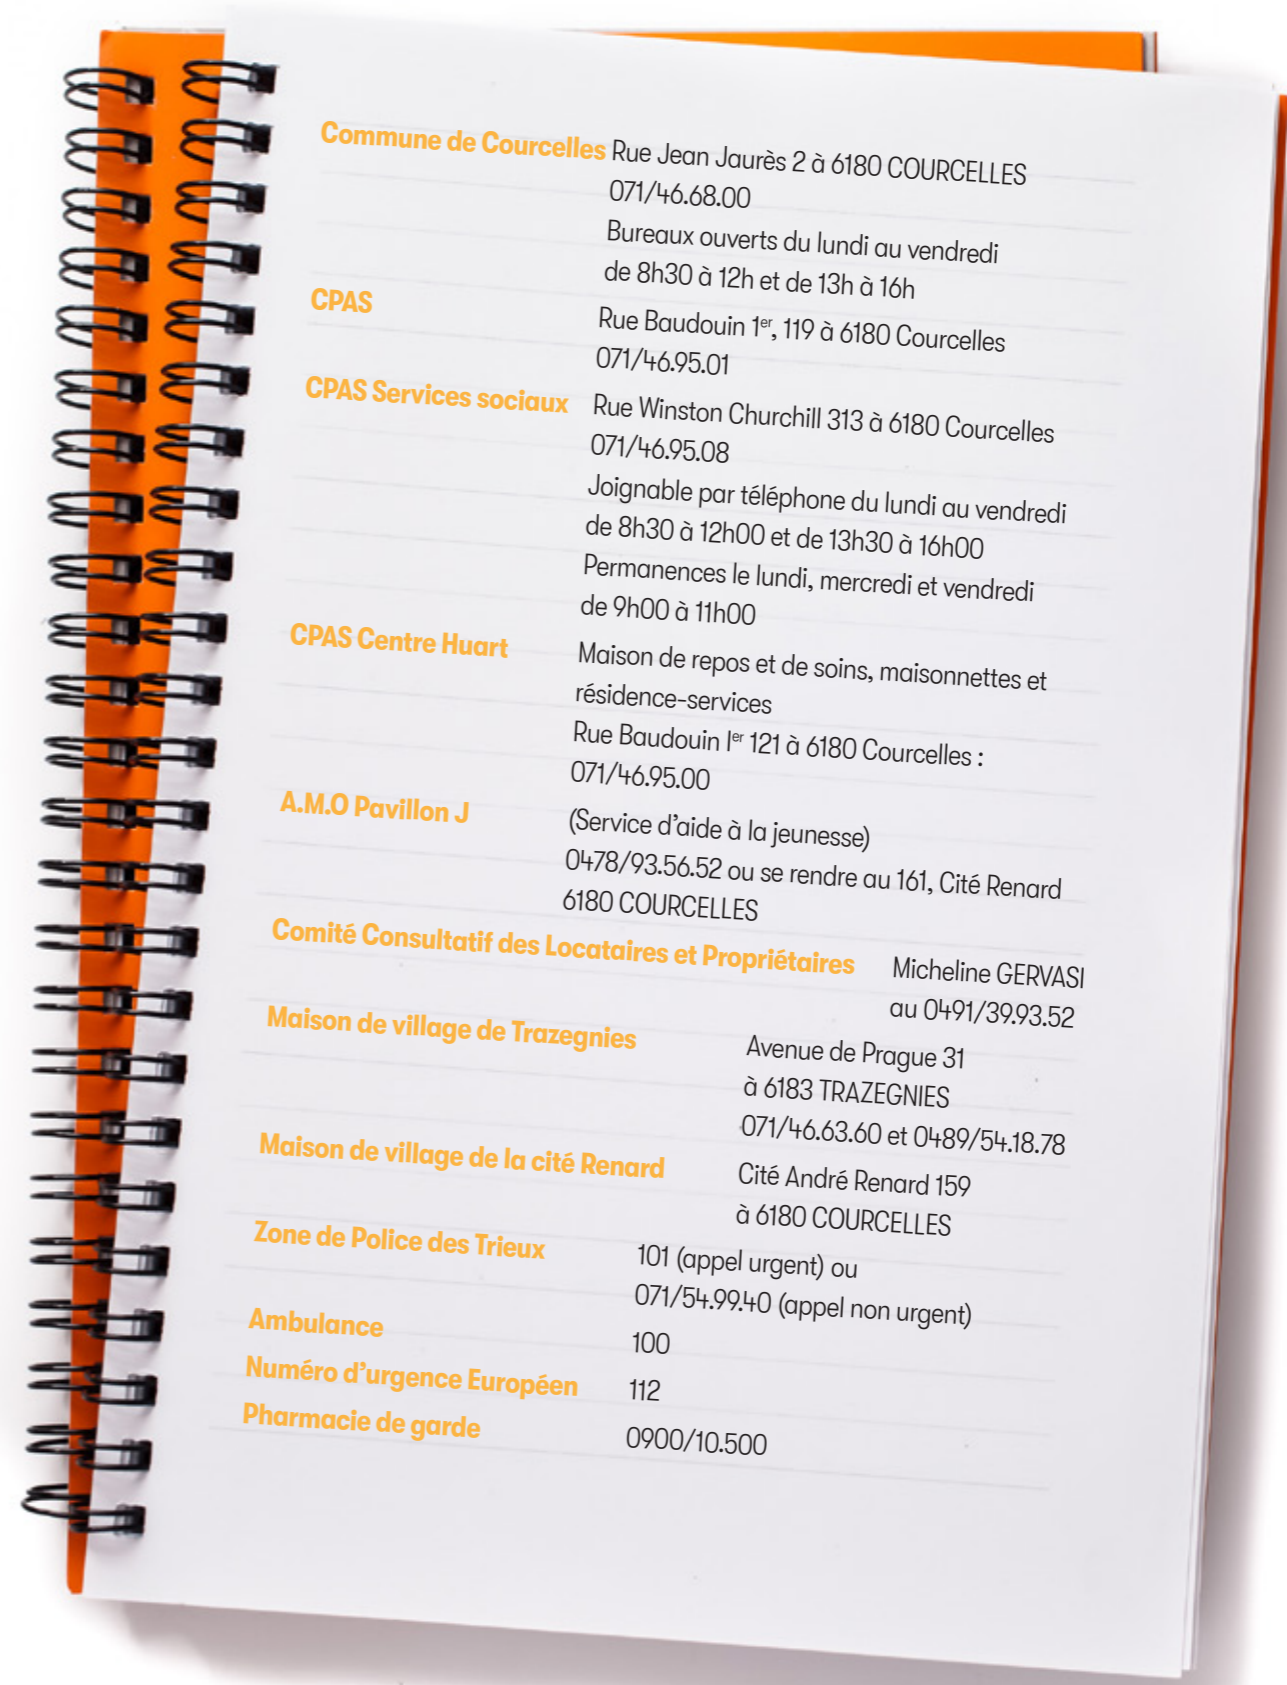 Commune de Courcelles Rue Jean Jaurès 2 à 6180 COURCELLES
071/46.68.00
Bureaux ouverts du lundi au vendredi
de 8h30 à 12h et de 13h à 16h
CPAS Rue Baudouin 1er, 119 à 6180 Courcelles
071/46.95.01
CPAS Services sociaux Rue Winston Churchill 313 à 6180 Courcelles
071/46.95.08
Joignable par téléphone du lundi au vendredi
de 8h30 à 12h00 et de 13h30 à 16h00
Permanences le lundi, mercredi et vendredi
de 9h00 à 11h00
CPAS Centre Huart Maison de repos et de soins, maisonnettes et
résidence-services
Rue Baudouin Ier 121 à 6180 Courcelles :
071/46.95.00
A.M.O Pavillon J (Service d'aide à la jeunesse)
0478/93.56.52 ou se rendre au 161, Cité Renard
6180 COURCELLES
Comité Consultatif des Locataires et Propriétaires Micheline GERVASI
au 0491/39.93.52
Maison de village de Trazegnies Avenue de Prague 31
à 6183 TRAZEGNIES
071/46.63.60 et 0489/54.18.78
Maison de village de la cité Renard Cité André Renard 159
à 6180 COURCELLES
Zone de Police des Trieux 101 (appel urgent) ou
071/54.99.40 (appel non urgent)
Ambulance 100
Numéro d'urgence Européen 112
Pharmacie de garde 0900/10.500